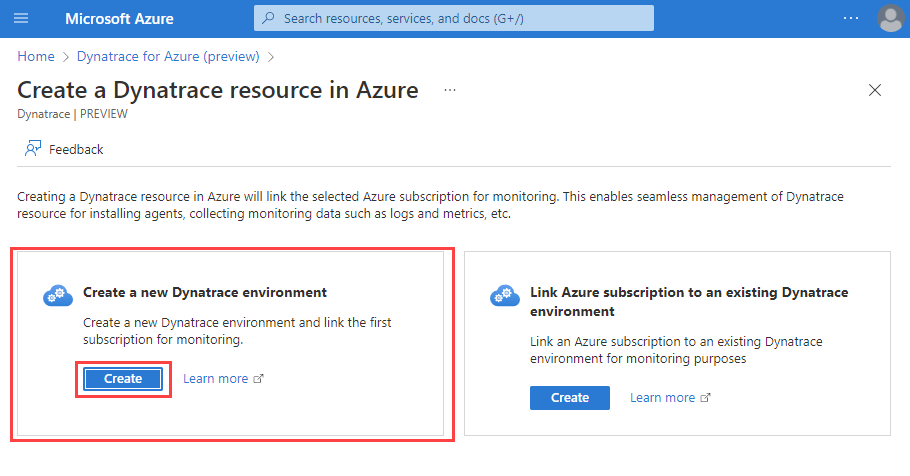 Microsoft Azure
Search resources, services, and docs (G+/)
Home > Dynatrace for Azure (preview) >
Create a Dynatrace resource in Azure ...
Dynatrace | PREVIEW
Feedback
Creating a Dynatrace resource in Azure will link the selected Azure subscription for monitoring. This enables seamless management of Dynatrace
resource for installing agents, collecting monitoring data such as logs and metrics, etc.
Create a new Dynatrace environment
Create a new Dynatrace environment and link the first
subscription for monitoring.
Create
Learn more
Link Azure subscription to an existing Dynatrace
environment
Link an Azure subscription to an existing Dynatrace
environment for monitoring purposes
Create
Learn more